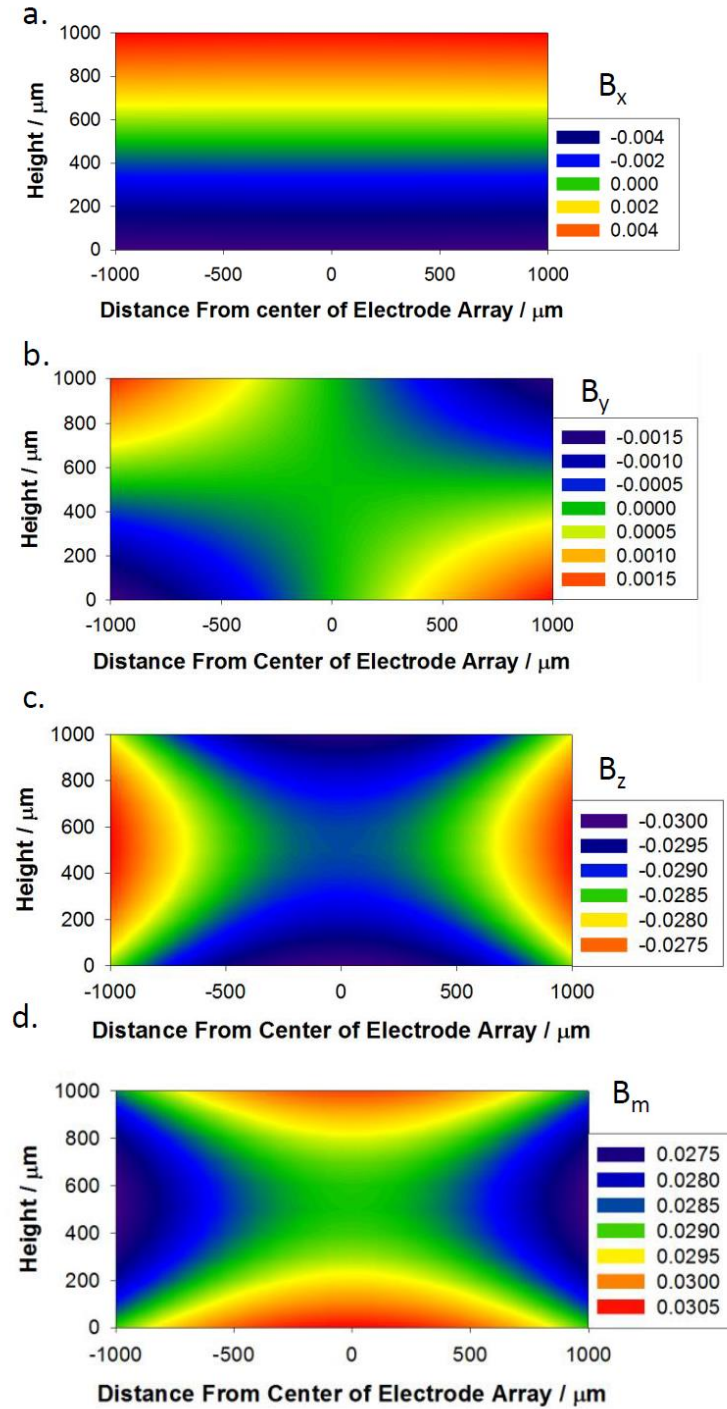 a.
1000
800
600
400
200
0
Height / μm
-1000 -500 0 500 1000
Distance From center of Electrode Array / μm
Bx
-0.004
-0.002
0.000
0.002
0.004
b.
1000
800
600
400
200
0
Height / μm
-1000 -500 0 500 1000
Distance From Center of Electrode Array / μm
By
-0.0015
-0.0010
-0.0005
0.0000
0.0005
0.0010
0.0015
c.
1000
800
600
400
200
0
Height / μm
-1000 -500 0 500 1000
Distance From Center of Electrode Array / μm
Bz
-0.0300
-0.0295
-0.0290
-0.0285
-0.0280
-0.0275
d.
1000
800
600
400
200
0
Height / μm
-1000 -500 0 500 1000
Distance From Center of Electrode Array / μm
Bm
0.0275
0.0280
0.0285
0.0290
0.0295
0.0300
0.0305